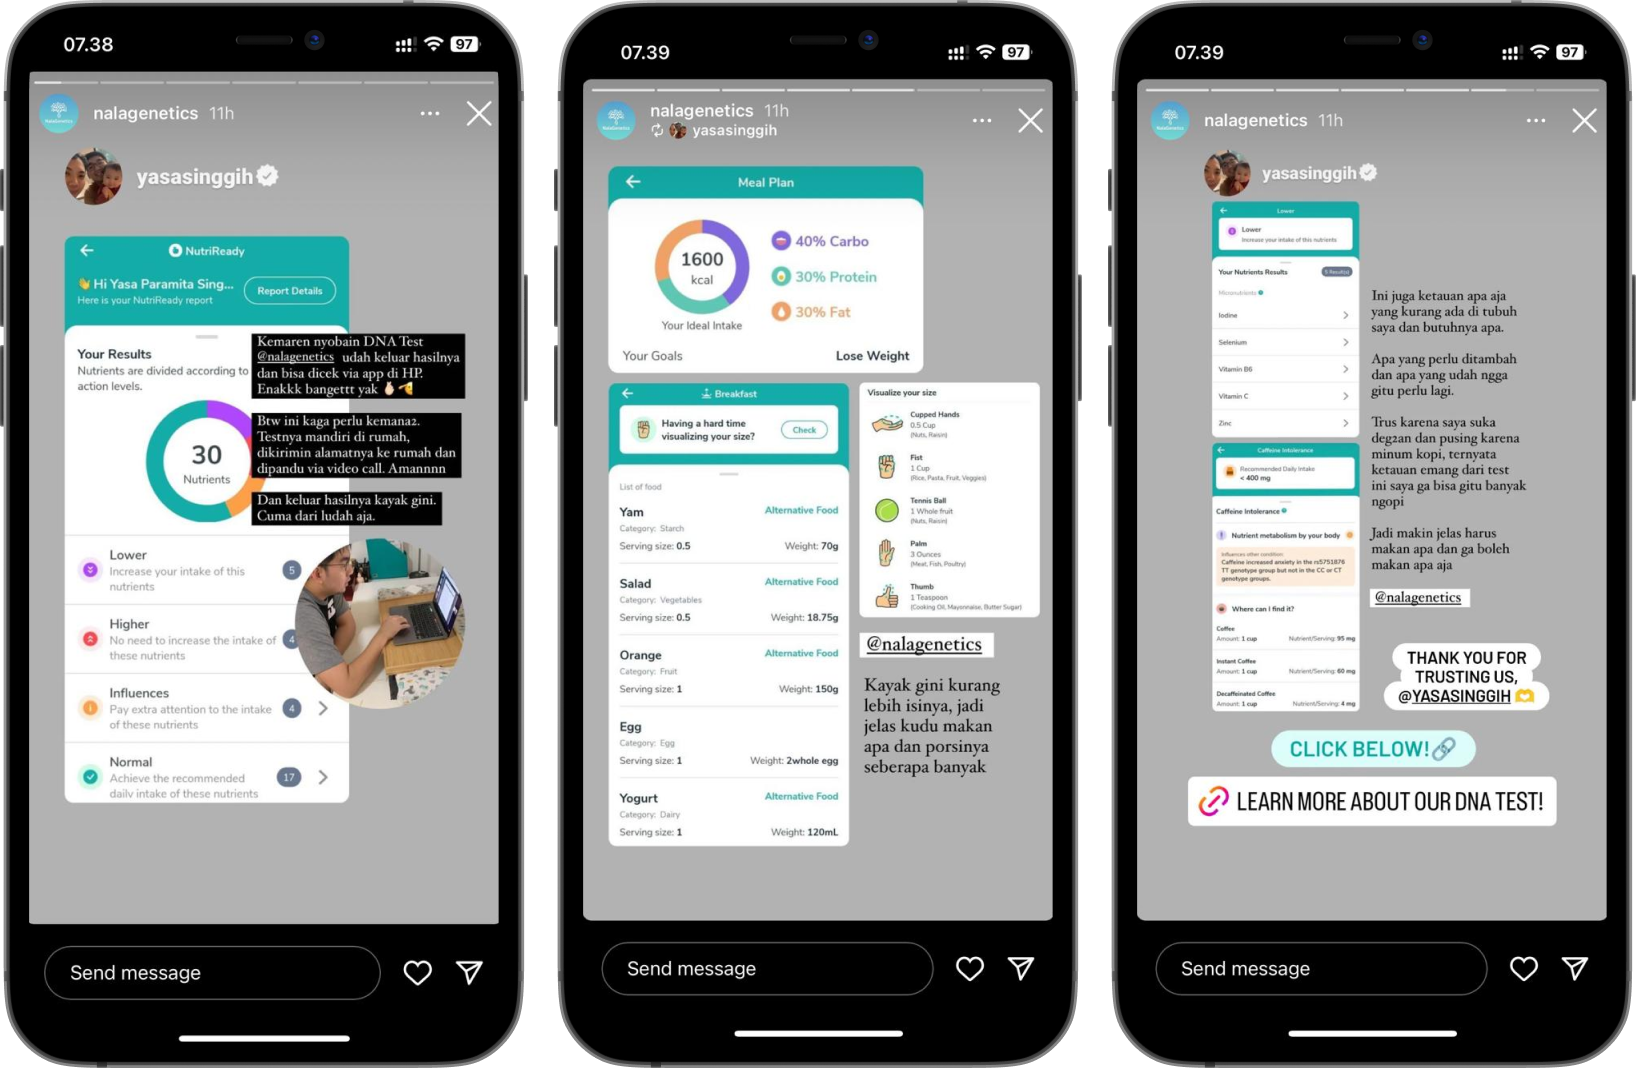 07.38
97
nalagenetics 11h
yasasinggih
NutriReady
Hi Yasa Paramita Sing...
Here is your NutriReady report
Report Details
Your Results
Nutrients are divided according to
action levels.
Kemaren nyobain DNA Test
@nalagenetics udah keluar hasilnya
dan bisa dicek via app di HP.
Enakkk bangettt yak
Btw ini kaga perlu kemana2.
Testnya mandiri di rumah,
dikirimin alamatnya ke rumah dan
dipandu via video call. Amannnn
Dan keluar hasilnya kayak gini.
Cuma dari ludah aja.
30
Nutrients
Lower
Increase your intake of this
nutrients
5
Higher
No need to increase the intake of
these nutrients
4
Influences
Pay extra attention to the intake
of these nutrients
4
Normal
Achieve the recommended
daily intake of these nutrients
17
Send message
07.39
97
nalagenetics 11h
yasasinggih
Meal Plan
1600
kcal
Your Ideal Intake
40% Carbo
30% Protein
30% Fat
Your Goals
Lose Weight
Breakfast
Having a hard time
visualizing your size?
Check
List of food
Yam
Alternative Food
Category: Starch
Serving size: 0.5
Weight: 70g
Salad
Alternative Food
Category: Vegetables
Serving size: 0.5
Weight: 18.75g
Orange
Alternative Food
Category: Fruit
Serving size: 1
Weight: 150g
Egg
Category: Egg
Serving size: 1
Weight: 2whole egg
Yogurt
Alternative Food
Category: Dairy
Serving size: 1
Weight: 120mL
Visualize your size
Cupped Hands
0.5 Cup
(Nuts, Raisin)
Fist
1 Cup
(Rice, Pasta, Fruit, Veggies)
Tennis Ball
1 Whole fruit
(Nuts, Raisin)
Palm
3 Ounces
(Meat, Fish, Poultry)
Thumb
1 Teaspoon
(Cooking Oil, Mayonnaise, Butter Sugar)
@nalagenetics
Kayak gini kurang
lebih isinya, jadi
jelas kudu makan
apa dan porsinya
seberapa banyak
Send message
07.39
97
nalagenetics 11h
yasasinggih
Lower
Lower
Increase your intake of this nutrients
Your Nutrients Results
5 Result(s)
Micronutrients
Iodine
Selenium
Vitamin B6
Vitamin C
Zinc
Caffeine Intolerance
Recommended Daily Intake
< 400 mg
Caffeine Intolerance
Nutrient metabolism by your body
Influences other condition:
Caffeine increased anxiety in the rs5751876
TT genotype group but not in the CC or CT
genotype groups.
Where can I find it?
Coffee
Amount: 1 cup
Nutrient/Serving: 95 mg
Instant Coffee
Amount: 1 cup
Nutrient/Serving: 60 mg
Decaffeinated Coffee
Amount: 1 cup
Nutrient/Serving: 4 mg
Ini juga ketauan apa aja
yang kurang ada di tubuh
saya dan butuhnya apa.
Apa yang perlu ditambah
dan apa yang udah ngga
gitu perlu lagi.
Trus karena saya suka
deg2an dan pusing karena
minum kopi, ternyata
ketauan emang dari test
ini saya ga bisa gitu banyak
ngopi
Jadi makin jelas harus
makan apa dan ga boleh
makan apa aja
@nalagenetics
THANK YOU FOR
TRUSTING US,
@YASASINGGIH
CLICK BELOW!
LEARN MORE ABOUT OUR DNA TEST!
Send message